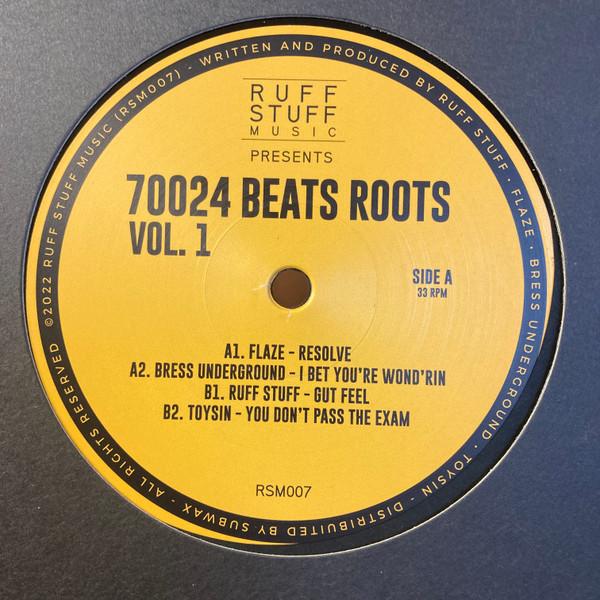 RUFF
STUFF
MUSIC
PRESENTS
70024 BEATS ROOTS
VOL. 1
SIDE A
33 RPM
A1. FLAZE - RESOLVE
A2. BRESS UNDERGROUND - I BET YOU'RE WOND'RIN
B1. RUFF STUFF - GUT FEEL
B2. TOYSIN - YOU DON'T PASS THE EXAM
RSM007
©2022 RUFF STUFF MUSIC (RSM007) - WRITTEN AND PRODUCED BY RUFF STUFF · FLAZE · BRESS UNDERGROUND · TOYSIN - DISTRIBUITED BY SUBWAX - ALL RIGHTS RESERVED